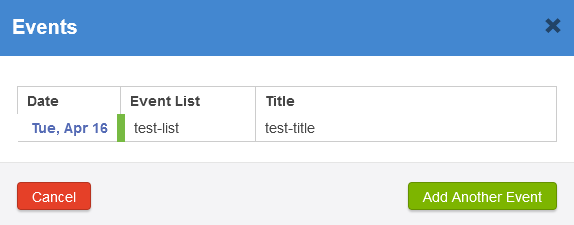 Events
Date Event List Title
Tue, Apr 16 test-list test-title
Cancel Add Another Event